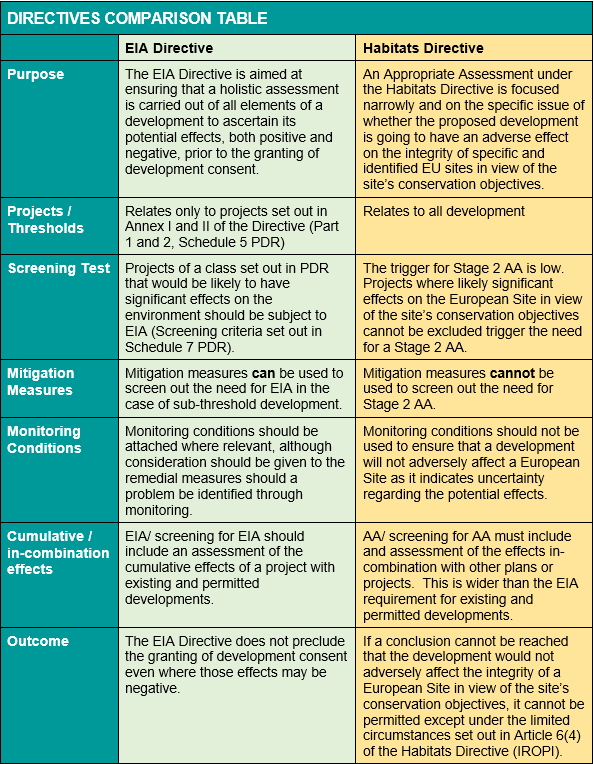 DIRECTIVES COMPARISON TABLE
EIA Directive
Habitats Directive
Purpose
The EIA Directive is aimed at
ensuring that a holistic assessment
is carried out of all elements of a
development to ascertain its
potential effects, both positive and
negative, prior to the granting of
development consent.
An Appropriate Assessment under
the Habitats Directive is focused
narrowly and on the specific issue of
whether the proposed development
is going to have an adverse effect
on the integrity of specific and
identified EU sites in view of the
site’s conservation objectives.
Projects /
Thresholds
Relates only to projects set out in
Annex I and II of the Directive (Part
1 and 2, Schedule 5 PDR)
Relates to all development
Screening Test
Projects of a class set out in PDR
that would be likely to have
significant effects on the
environment should be subject to
EIA (Screening criteria set out in
Schedule 7 PDR).
The trigger for Stage 2 AA is low.
Projects where likely significant
effects on the European Site in view
of the site’s conservation objectives
cannot be excluded trigger the need
for a Stage 2 AA.
Mitigation
Measures
Mitigation measures can be used to
screen out the need for EIA in the
case of sub-threshold development.
Mitigation measures cannot be
used to screen out the need for
Stage 2 AA.
Monitoring
Conditions
Monitoring conditions should be
attached where relevant, although
consideration should be given to the
remedial measures should a
problem be identified through
monitoring.
Monitoring conditions should not be
used to ensure that a development
will not adversely affect a European
Site as it indicates uncertainty
regarding the potential effects.
Cumulative /
in-combination
effects
EIA/ screening for EIA should
include an assessment of the
cumulative effects of a project with
existing and permitted
developments.
AA/ screening for AA must include
and assessment of the effects in-
combination with other plans or
projects. This is wider than the EIA
requirement for existing and
permitted developments.
Outcome
The EIA Directive does not preclude
the granting of development consent
even where those effects may be
negative.
If a conclusion cannot be reached
that the development would not
adversely affect the integrity of a
European Site in view of the site’s
conservation objectives, it cannot be
permitted except under the limited
circumstances set out in Article 6(4)
of the Habitats Directive (IROPI).